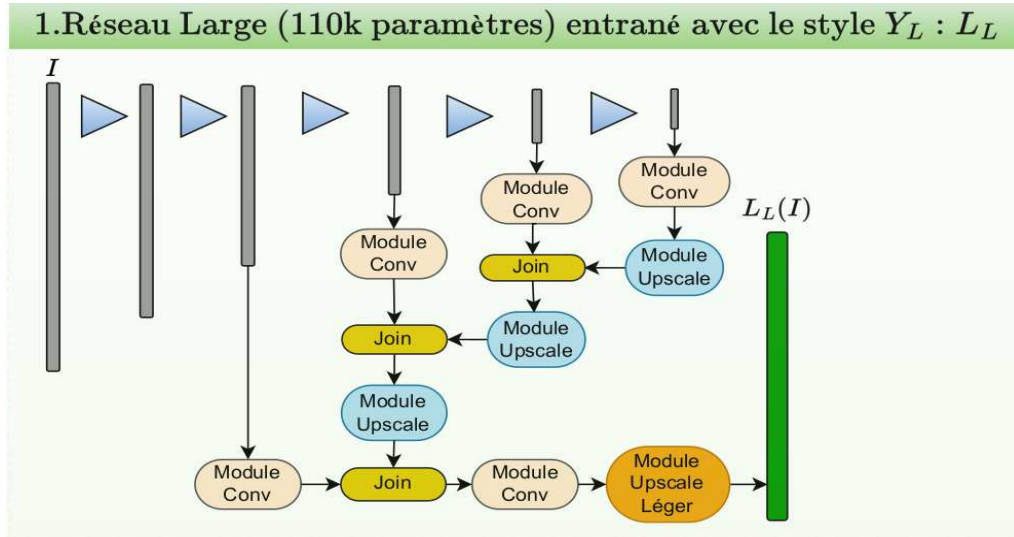 1.Réseau Large (110k paramètres) entrané avec le style Y_L : L_L
I
Module
Conv
Module
Conv
L_L(I)
Module
Conv
Join
Module
Upscale
Join
Module
Upscale
Module
Upscale
Module
Conv
Join
Module
Conv
Module
Upscale
Léger